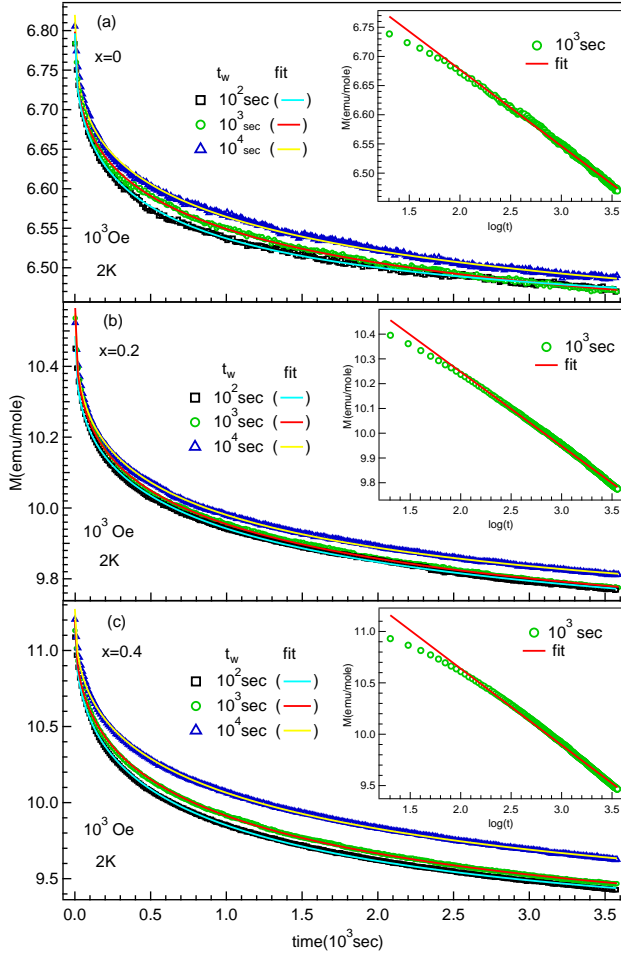 (a)
x=0
t_w fit
10^2sec ( )
10^3sec ( )
10^4sec ( )
10^3 Oe
2K
6.80
6.75
6.70
6.65
6.60
6.55
6.50
M(emu/mole)
6.75
6.70
6.65
6.60
6.55
6.50
10^3sec
fit
1.5 2.0 2.5 3.0 3.5
log(t)
(b)
x=0.2
t_w fit
10^2sec ( )
10^3sec ( )
10^4sec ( )
10^3 Oe
2K
10.4
10.2
10.0
9.8
M(emu/mole)
M(emu/mole)
10.4
10.3
10.2
10.1
10.0
9.9
9.8
10^3sec
fit
1.5 2.0 2.5 3.0 3.5
log(t)
(c)
x=0.4
t_w fit
10^2sec ( )
10^3sec ( )
10^4sec ( )
10^3 Oe
2K
11.0
10.5
10.0
9.5
M(emu/mole)
11.0
10.5
10.0
9.5
10^3 sec
fit
1.5 2.0 2.5 3.0 3.5
log(t)
0.0 0.5 1.0 1.5 2.0 2.5 3.0 3.5
time(10^3sec)